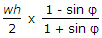 wh/2 x (1 - sin φ)/(1 + sin φ)